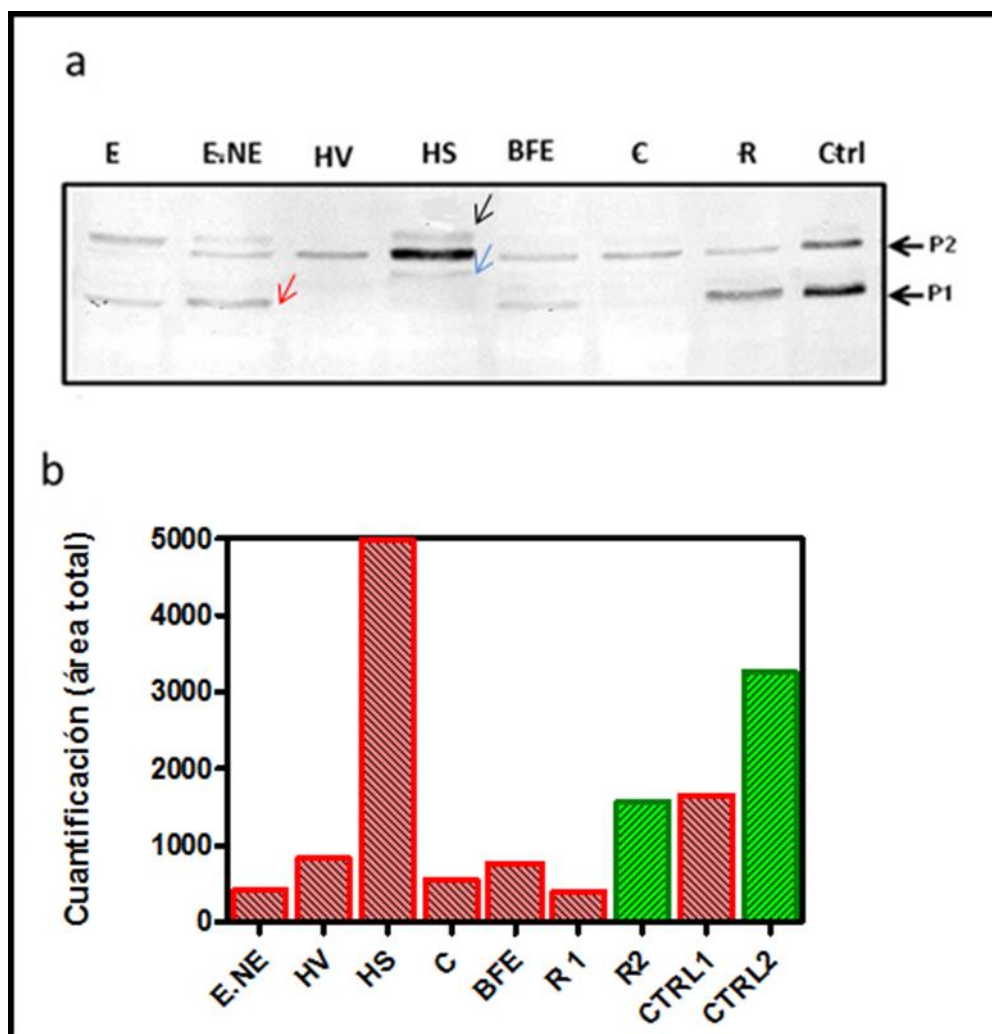 a
E E.NE HV HS BFE C R Ctrl
P2
P1
b
Cuantificación (área total)
5000
4000
3000
2000
1000
0
E.NE HV HS C BFE R 1 R2 CTRL1 CTRL2